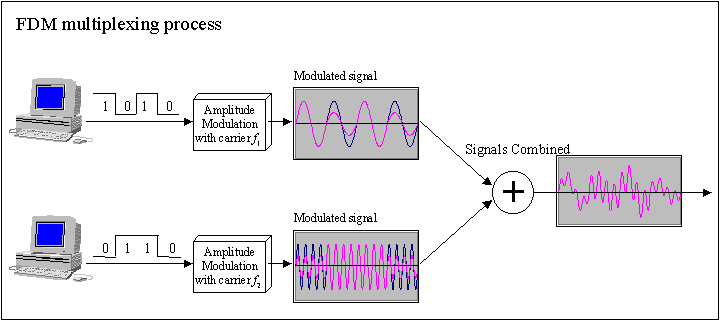 FDM multiplexing process
1 0 1 0
Amplitude
Modulation
with carrier f1
Modulated signal
Signals Combined
+
0 1 1 0
Amplitude
Modulation
with carrier f2
Modulated signal